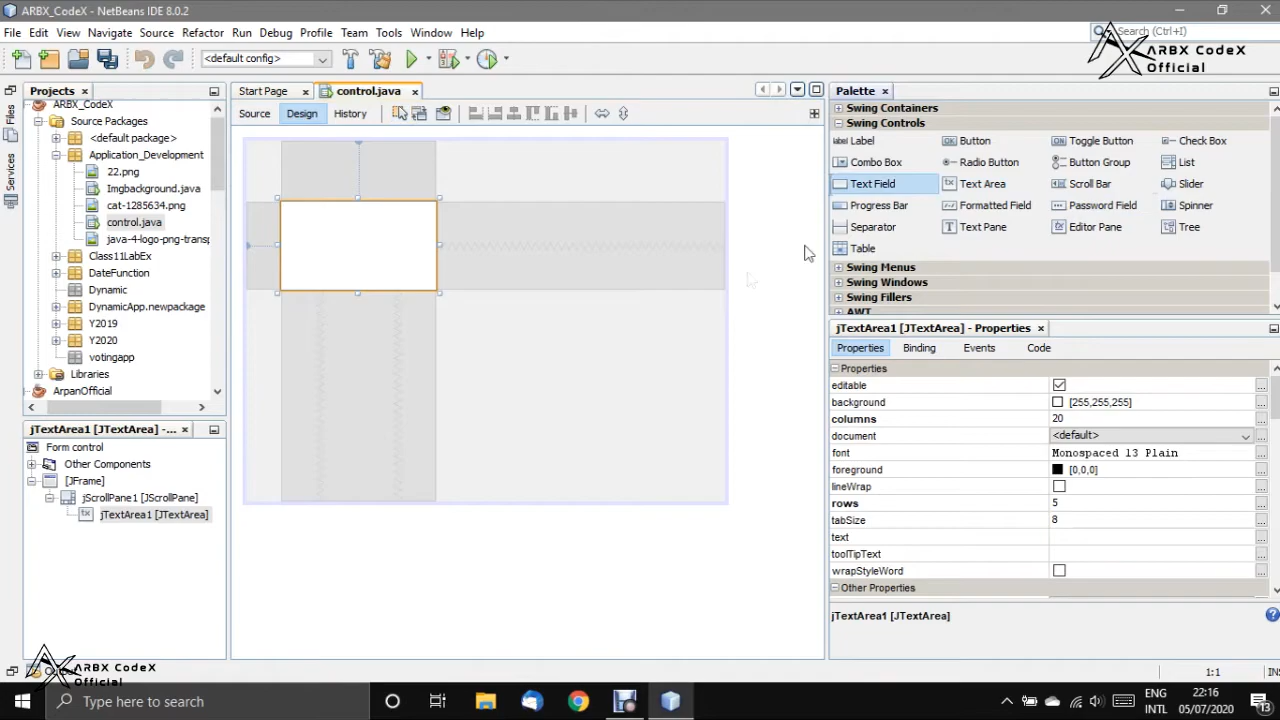 ARBX_CodeX - NetBeans IDE 8.0.2
File Edit View Navigate Source Refactor Run Debug Profile Team Tools Window Help
Search (Ctrl+I)
ARBX CodeX
Official
<default config>
Projects
Start Page
control.java
Palette
Files
Services
ARBX_CodeX
Source Packages
<default package>
Application_Development
22.png
Imgbackground.java
cat-1285634.png
control.java
java-4-logo-png-transp
Class11LabEx
DateFunction
Dynamic
DynamicApp.newpackage
Y2019
Y2020
votingapp
Libraries
ArpanOfficial
Source Design History
Swing Containers
Swing Controls
Label Button Toggle Button Check Box
Combo Box Radio Button Button Group List
Text Field Text Area Scroll Bar Slider
Progress Bar Formatted Field Password Field Spinner
Separator Text Pane Editor Pane Tree
Table
Swing Menus
Swing Windows
Swing Fillers
AWT
jTextArea1 [JTextArea] -...
Form control
Other Components
[JFrame]
jScrollPane1 [JScrollPane]
jTextArea1 [JTextArea]
jTextArea1 [JTextArea] - Properties
Properties Binding Events Code
Properties
editable
background [255,255,255]
columns 20
document <default>
font Monospaced 13 Plain
foreground [0,0,0]
lineWrap
rows 5
tabSize 8
text
toolTipText
wrapStyleWord
Other Properties
jTextArea1 [JTextArea]
ARBX CodeX
Official
1:1
INS
Type here to search
ENG
INTL
22:16
05/07/2020
13